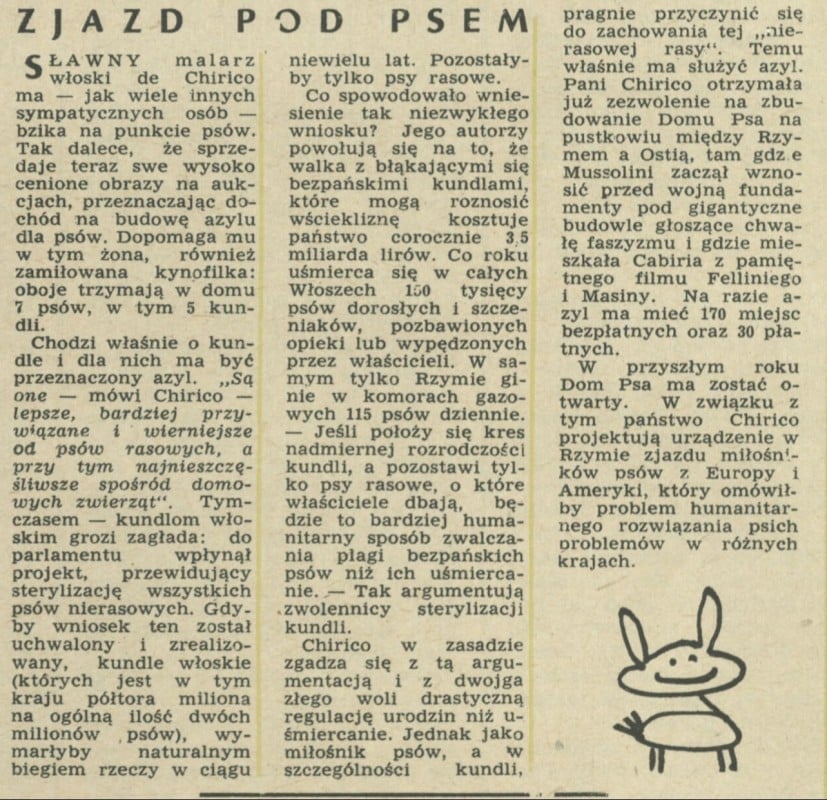 ZJAZD POD PSEM
SŁAWNY malarz
włoski de Chirico
ma — jak wiele innych
sympatycznych osób —
bzika na punkcie psów.
Tak dalece, że sprze-
daje teraz swe wysoko
cenione obrazy na auk-
cjach, przeznaczając do-
chód na budowę azylu
dla psów. Dopomaga mu
w tym żona, również
zamiłowana kynofilka:
oboje trzymają w domu
7 psów, w tym 5 kun-
dli.
Chodzi właśnie o kun-
dle i dla nich ma być
przeznaczony azyl. „Są
one — mówi Chirico —
lepsze, bardziej przy-
wiązane i wierniejsze
od psów rasowych, a
przy tym najnieszczę-
śliwsze spośród domo-
wych zwierząt". Tym-
czasem — kundlom wło-
skim grozi zagłada: do
parlamentu wpłynął
projekt, przewidujący
sterylizację wszystkich
psów nierasowych. Gdy-
by wniosek ten został
uchwalony i zrealizo-
wany, kundle włoskie
(których jest w tym
kraju półtora miliona
na ogólną ilość dwóch
milionów psów), wy-
marłyby naturalnym
biegiem rzeczy w ciągu
niewielu lat. Pozostały-
by tylko psy rasowe.
Co spowodowało wnie-
sienie tak niezwykłego
wniosku? Jego autorzy
powołują się na to, że
walka z błąkającymi się
bezpańskimi kundlami,
które mogą roznosić
wściekliznę kosztuje
państwo corocznie 3,5
miliarda lirów. Co roku
uśmierca się w całych
Włoszech 150 tysięcy
psów dorosłych i szcze-
niaków, pozbawionych
opieki lub wypędzonych
przez właścicieli. W sa-
mym tylko Rzymie gi-
nie w komorach gazo-
wych 115 psów dziennie.
— Jeśli położy się kres
nadmiernej rozrodczości
kundli, a pozostawi tyl-
ko psy rasowe, o które
właściciele dbają, bę-
dzie to bardziej huma-
nitarny sposób zwalcza-
nia plagi bezpańskich
psów niż ich uśmierca-
nie. — Tak argumentują
zwolennicy sterylizacji
kundli.
Chirico w zasadzie
zgadza się z tą argu-
mentacją i z dwojga
złego woli drastyczną
regulację urodzin niż u-
śmiercanie. Jednak jako
miłośnik psów, a w
szczególności kundli,
pragnie przyczynić się
do zachowania tej „nie-
rasowej rasy". Temu
właśnie ma służyć azyl.
Pani Chirico otrzymała
już zezwolenie na zbu-
dowanie Domu Psa na
pustkowiu między Rzy-
mem a Ostią, tam gdzie
Mussolini zaczął wzno-
sić przed wojną funda-
menty pod gigantyczne
budowle głoszące chwa-
łę faszyzmu i gdzie mie-
szkała Cabiria z pamię-
tnego filmu Felliniego
i Masiny. Na razie a-
zyl ma mieć 170 miejsc
bezpłatnych oraz 30 pła-
tnych.
W przyszłym roku
Dom Psa ma zostać o-
twarty. W związku z
tym państwo Chirico
projektują urządzenie w
Rzymie zjazdu miłośni-
ków psów z Europy i
Ameryki, który omówił-
by problem humanitar-
nego rozwiązania psich
problemów w różnych
krajach.